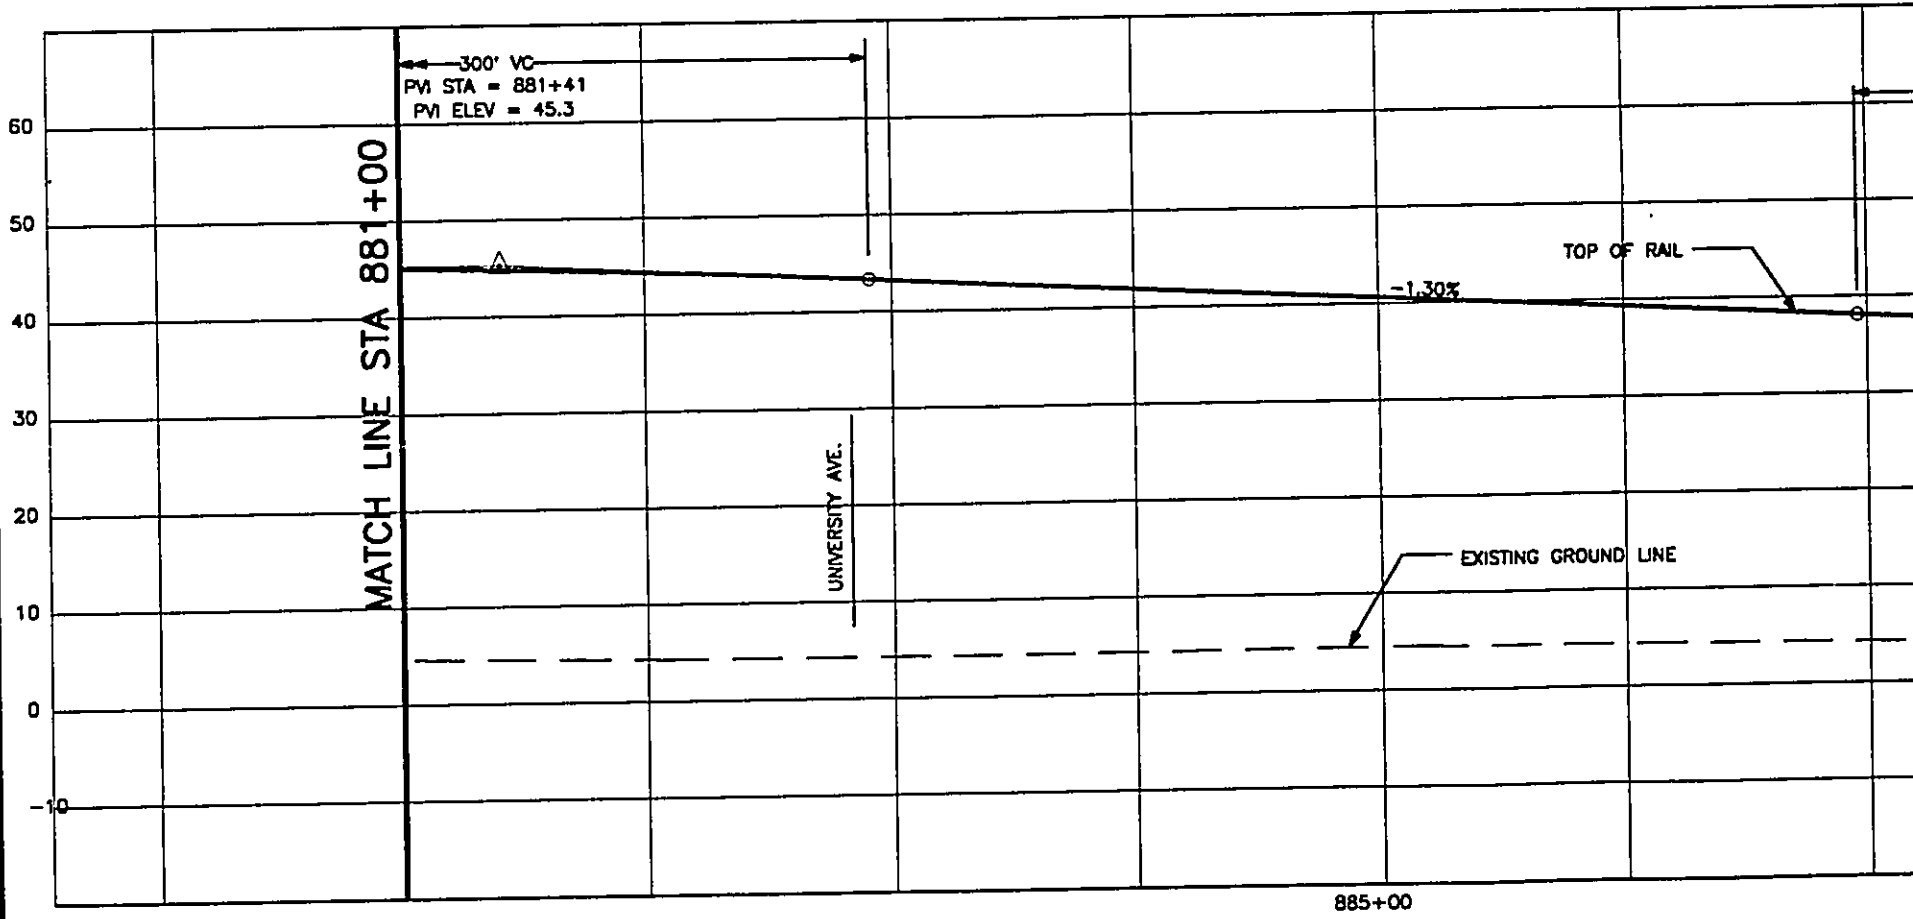 300' VC
PVI STA = 881+41
PVI ELEV = 45.3
60
50
40
30
20
10
0
-10
MATCH LINE STA 881+00
UNIVERSITY AVE.
-1.30%
TOP OF RAIL
EXISTING GROUND LINE
885+00